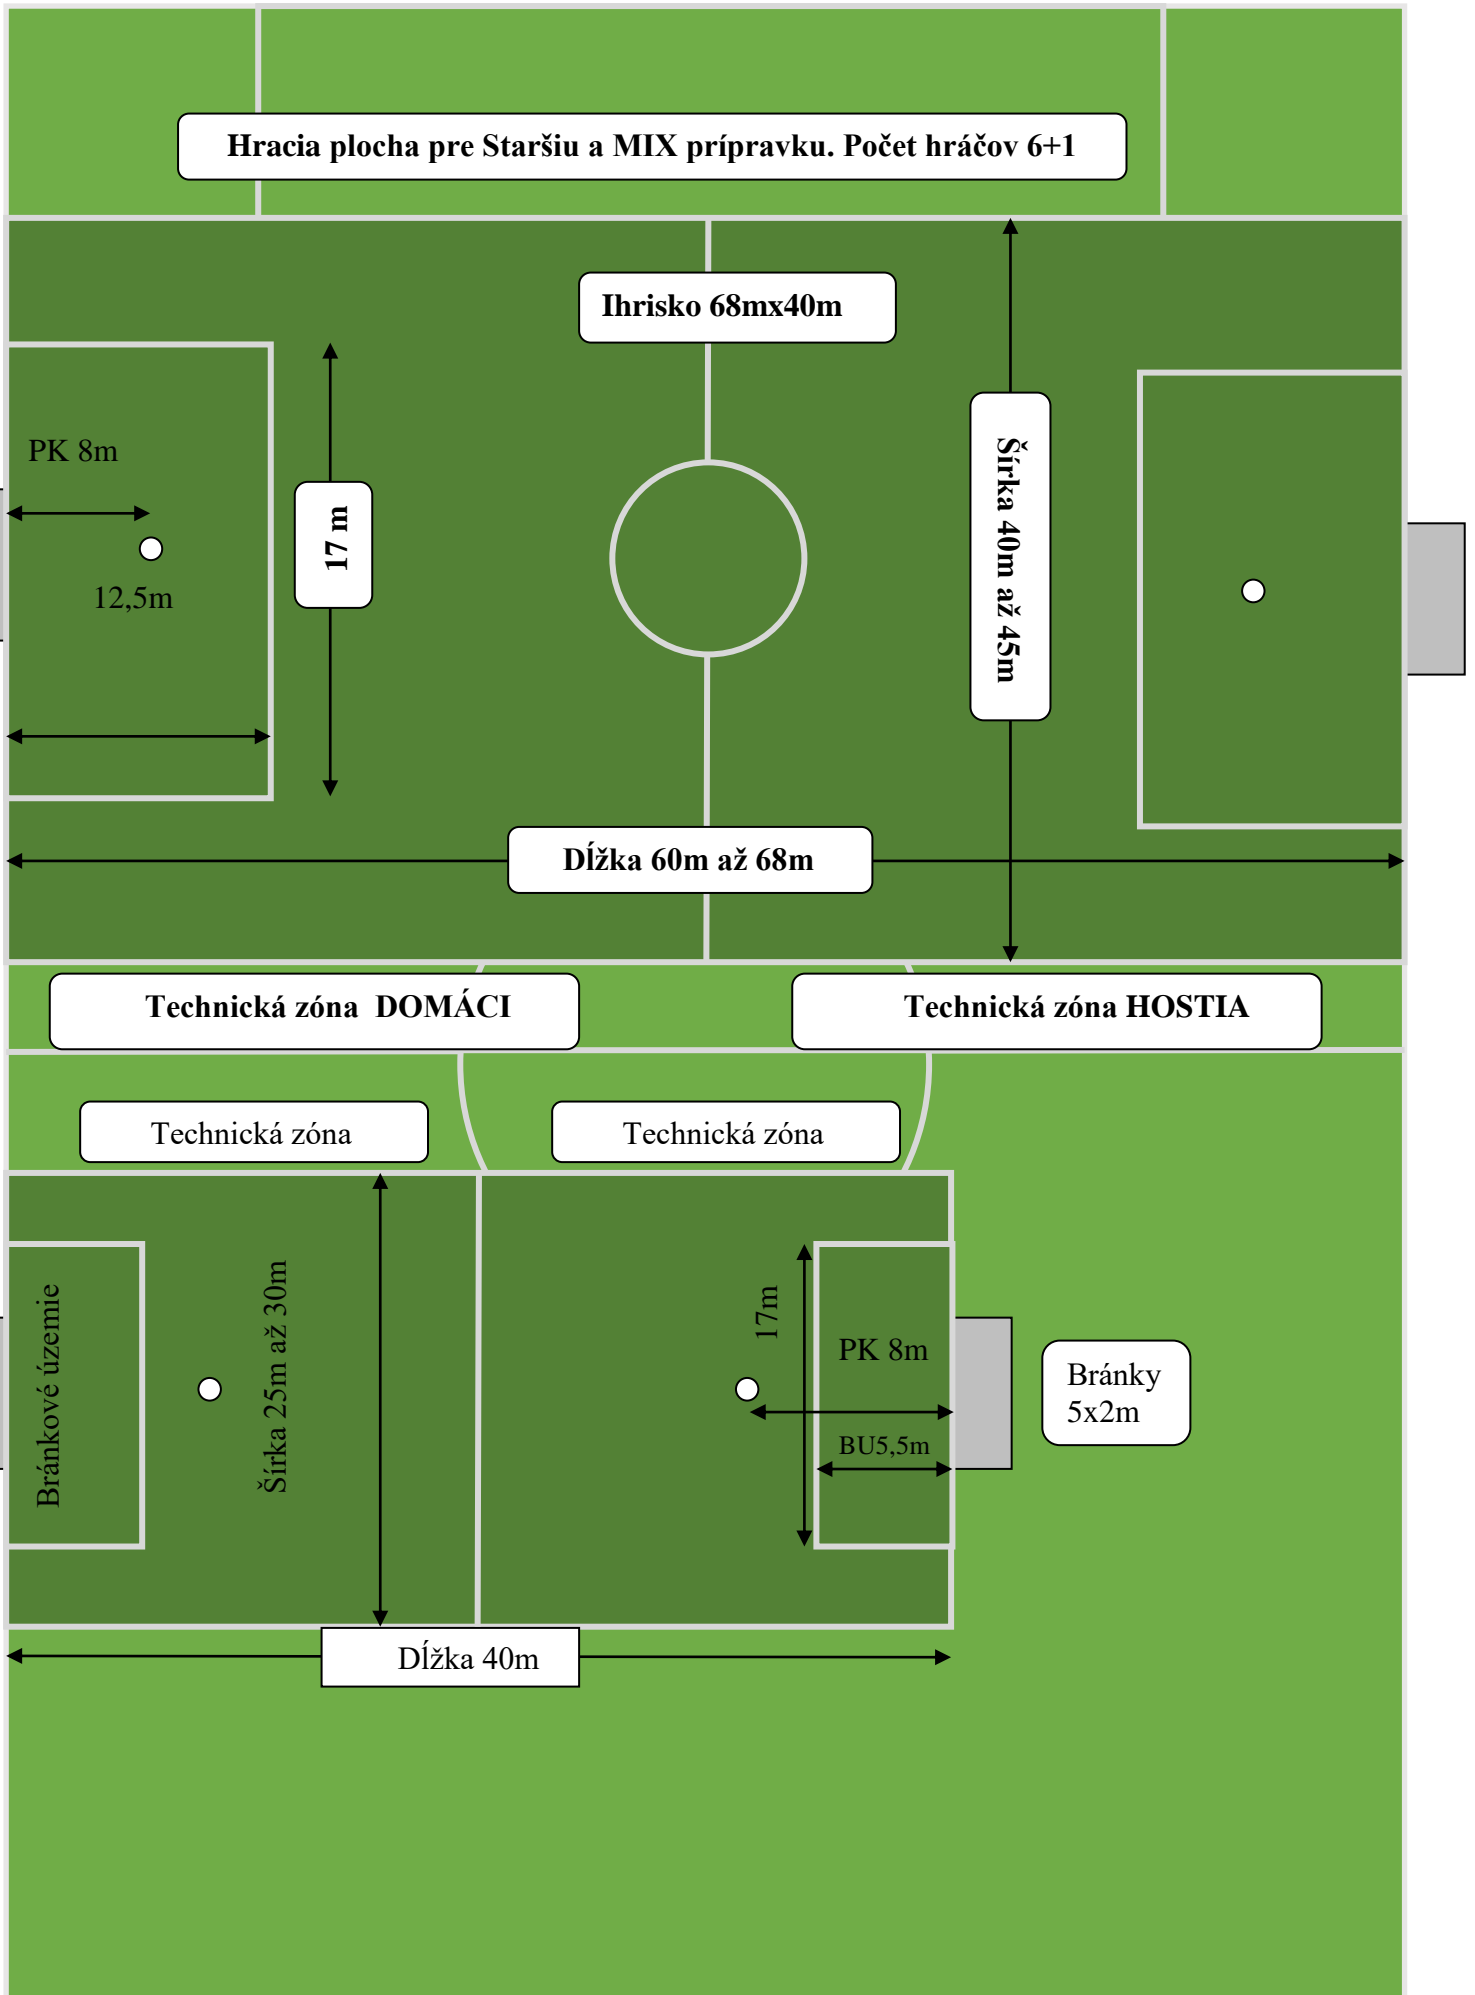 Hracia plocha pre Staršiu a MIX prípravku. Počet hráčov 6+1
Ihrisko 68mx40m
PK 8m
17 m
12,5m
Šírka 40m až 45m
Dĺžka 60m až 68m
Technická zóna  DOMÁCI
Technická zóna HOSTIA
Technická zóna
Technická zóna
Bránkové územie
Šírka 25m až 30m
17m
PK 8m
BU5,5m
Bránky
5x2m
Dĺžka 40m